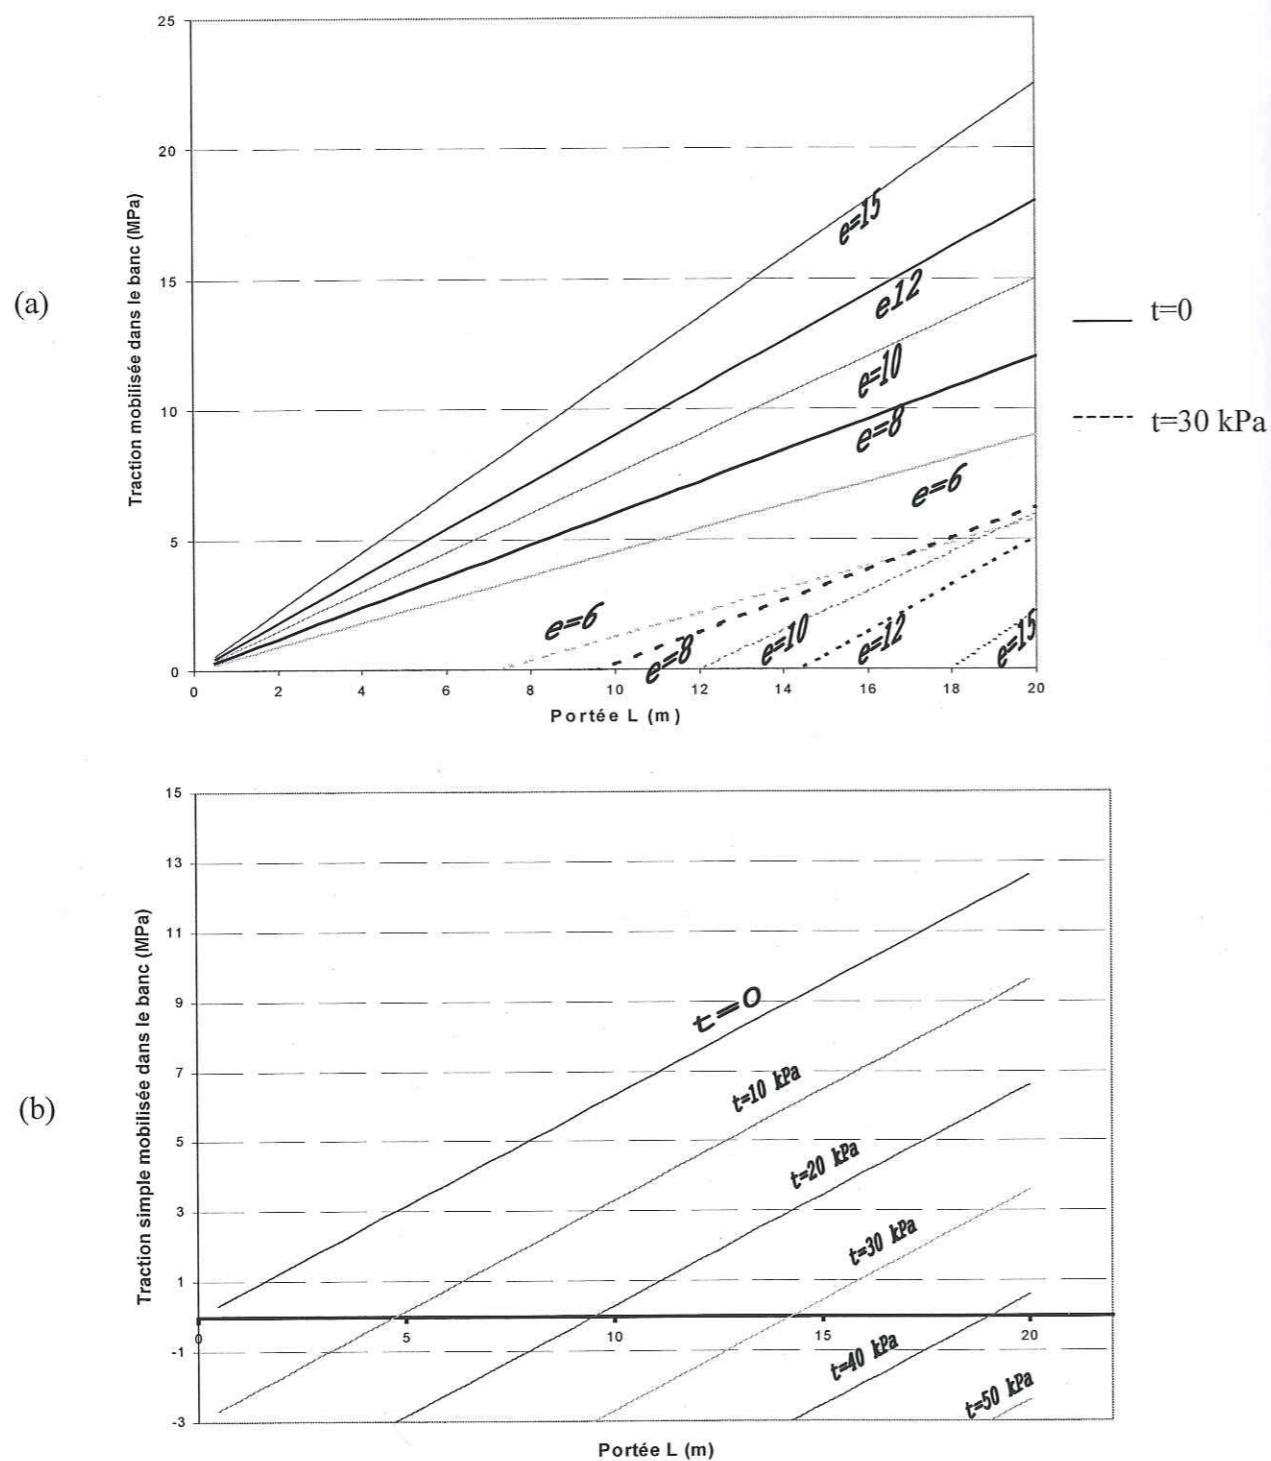 (a)
Traction mobilisée dans le banc (MPa)
25
20
15
10
5
0
e=15
e12
e=10
e=8
e=6
e=6
e=8
e=10
e=12
e=15
0 2 4 6 8 10 12 14 16 18 20
Portée L (m)
t=0
t=30 kPa
(b)
Traction simple mobilisée dans le banc (MPa)
15
13
11
9
7
5
3
1
-1
-3
t=0
t=10 kPa
t=20 kPa
t=30 kPa
t=40 kPa
t=50 kPa
0 5 10 15 20
Portée L (m)